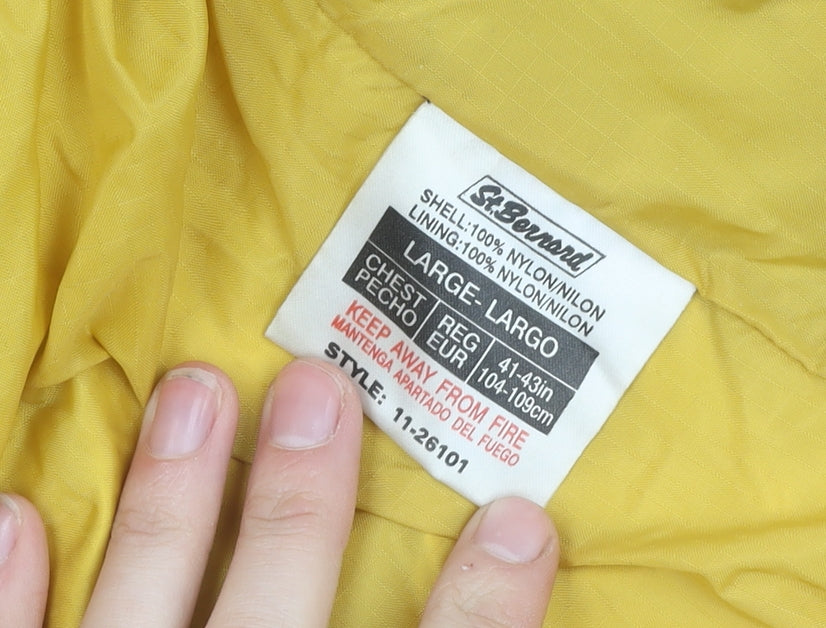 St.Bernard
SHELL:100% NYLON/NILON
LINING:100% NYLON/NILON
LARGE- LARGO
CHEST
PECHO
REG
EUR
41-43in
104-109cm
KEEP AWAY FROM FIRE
MANTENGA APARTADO DEL FUEGO
STYLE: 11-26101